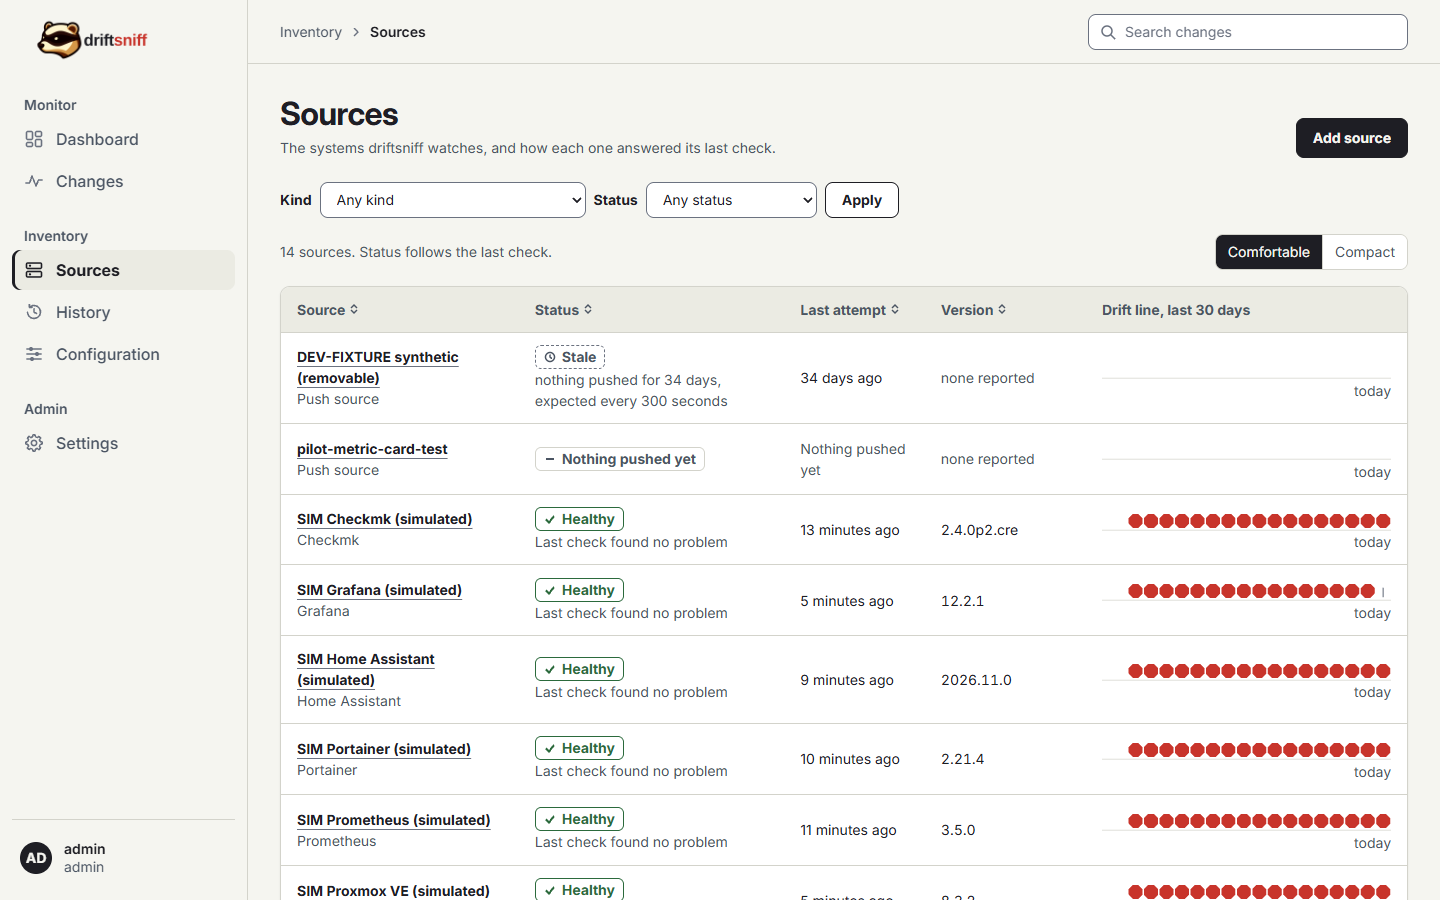 driftsniff
Inventory > Sources
Search changes
Monitor
Dashboard
Changes
Inventory
Sources
History
Configuration
Admin
Settings
AD
admin
admin
Sources
The systems driftsniff watches, and how each one answered its last check.
Add source
Kind Any kind Status Any status Apply
14 sources. Status follows the last check.
Comfortable Compact
Source Status Last attempt Version Drift line, last 30 days
DEV-FIXTURE synthetic
(removable)
Push source
Stale
nothing pushed for 34 days,
expected every 300 seconds
34 days ago
none reported
today
pilot-metric-card-test
Push source
Nothing pushed yet
Nothing pushed
yet
none reported
today
SIM Checkmk (simulated)
Checkmk
Healthy
Last check found no problem
13 minutes ago
2.4.0p2.cre
today
SIM Grafana (simulated)
Grafana
Healthy
Last check found no problem
5 minutes ago
12.2.1
today
SIM Home Assistant
(simulated)
Home Assistant
Healthy
Last check found no problem
9 minutes ago
2026.11.0
today
SIM Portainer (simulated)
Portainer
Healthy
Last check found no problem
10 minutes ago
2.21.4
today
SIM Prometheus (simulated)
Prometheus
Healthy
Last check found no problem
11 minutes ago
3.5.0
today
SIM Proxmox VE (simulated)
Healthy